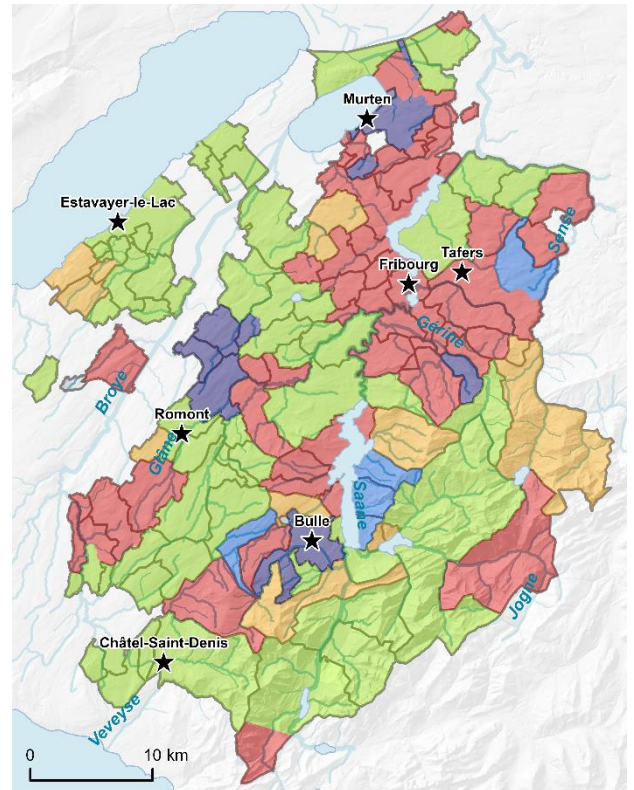 Murten
Estavayer-le-Lac
Sense
Tafers
Fribourg
Gérine
Broye
Romont
Glâne
Saane
Bulle
Jogne
Châtel-Saint-Denis
Veveyse
0 10 km